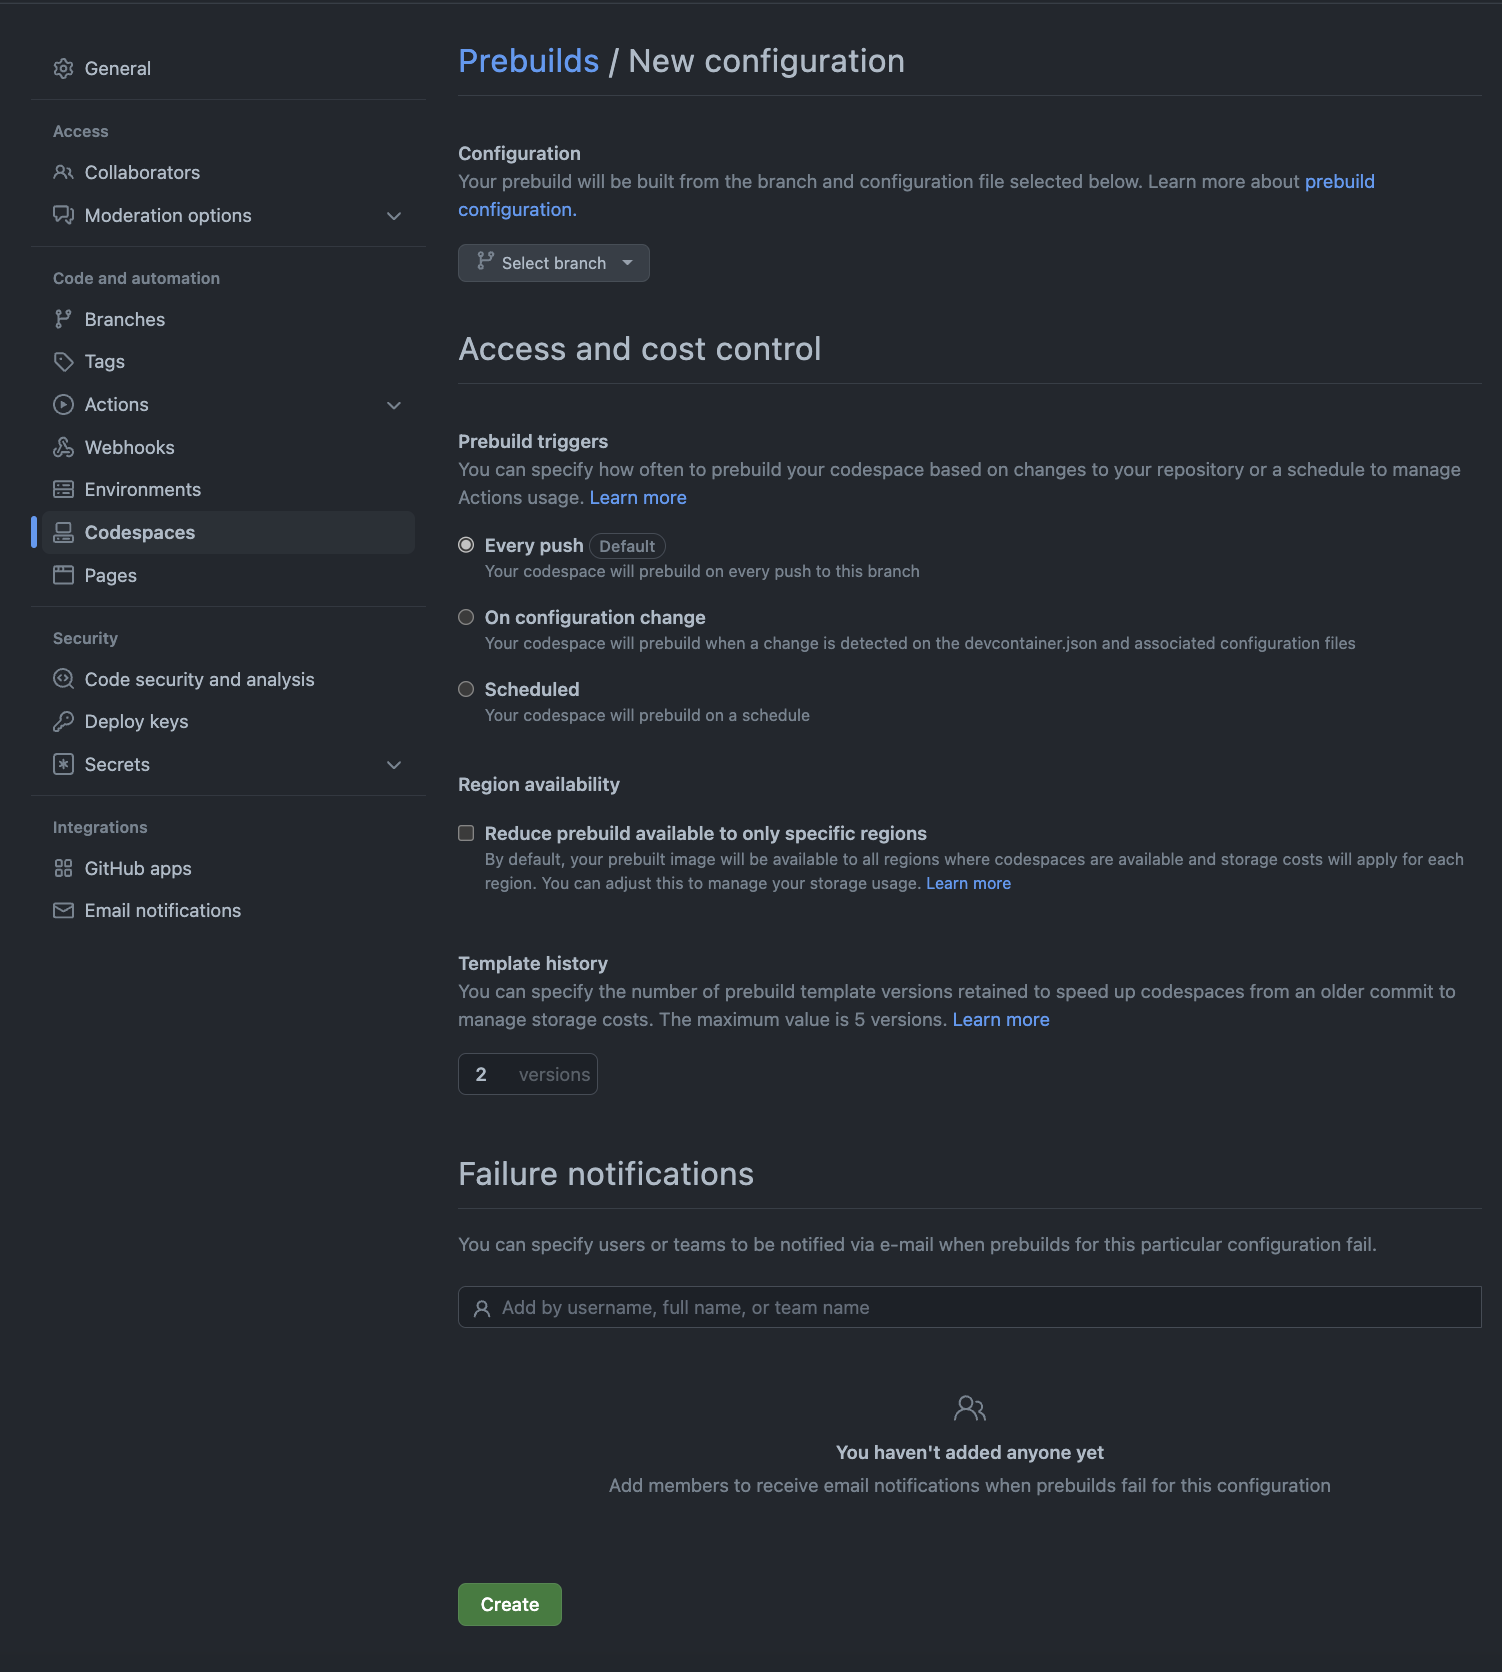 General
Access
Collaborators
Moderation options
Code and automation
Branches
Tags
Actions
Webhooks
Environments
Codespaces
Pages
Security
Code security and analysis
Deploy keys
Secrets
Integrations
GitHub apps
Email notifications
Prebuilds / New configuration
Configuration
Your prebuild will be built from the branch and configuration file selected below. Learn more about prebuild
configuration.
Select branch
Access and cost control
Prebuild triggers
You can specify how often to prebuild your codespace based on changes to your repository or a schedule to manage
Actions usage. Learn more
Every push Default
Your codespace will prebuild on every push to this branch
On configuration change
Your codespace will prebuild when a change is detected on the devcontainer.json and associated configuration files
Scheduled
Your codespace will prebuild on a schedule
Region availability
Reduce prebuild available to only specific regions
By default, your prebuilt image will be available to all regions where codespaces are available and storage costs will apply for each
region. You can adjust this to manage your storage usage. Learn more
Template history
You can specify the number of prebuild template versions retained to speed up codespaces from an older commit to
manage storage costs. The maximum value is 5 versions. Learn more
2 versions
Failure notifications
You can specify users or teams to be notified via e-mail when prebuilds for this particular configuration fail.
Add by username, full name, or team name
You haven't added anyone yet
Add members to receive email notifications when prebuilds fail for this configuration
Create